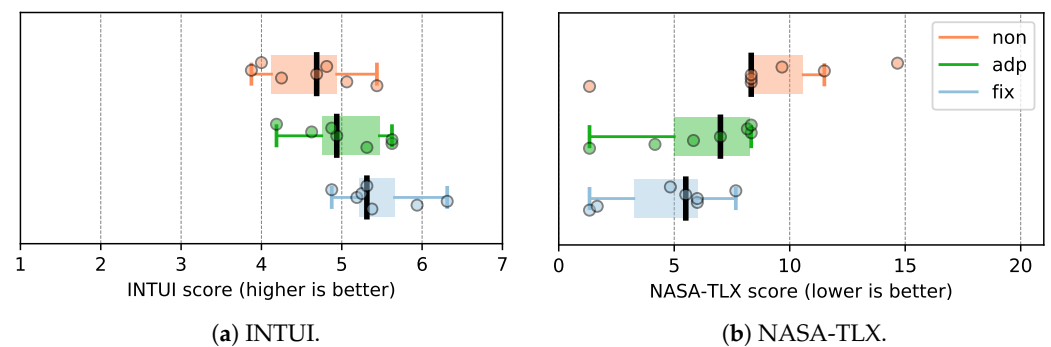 non
adp
fix
1 2 3 4 5 6 7
0 5 10 15 20
INTUI score (higher is better)
NASA-TLX score (lower is better)
(a) INTUI.
(b) NASA-TLX.